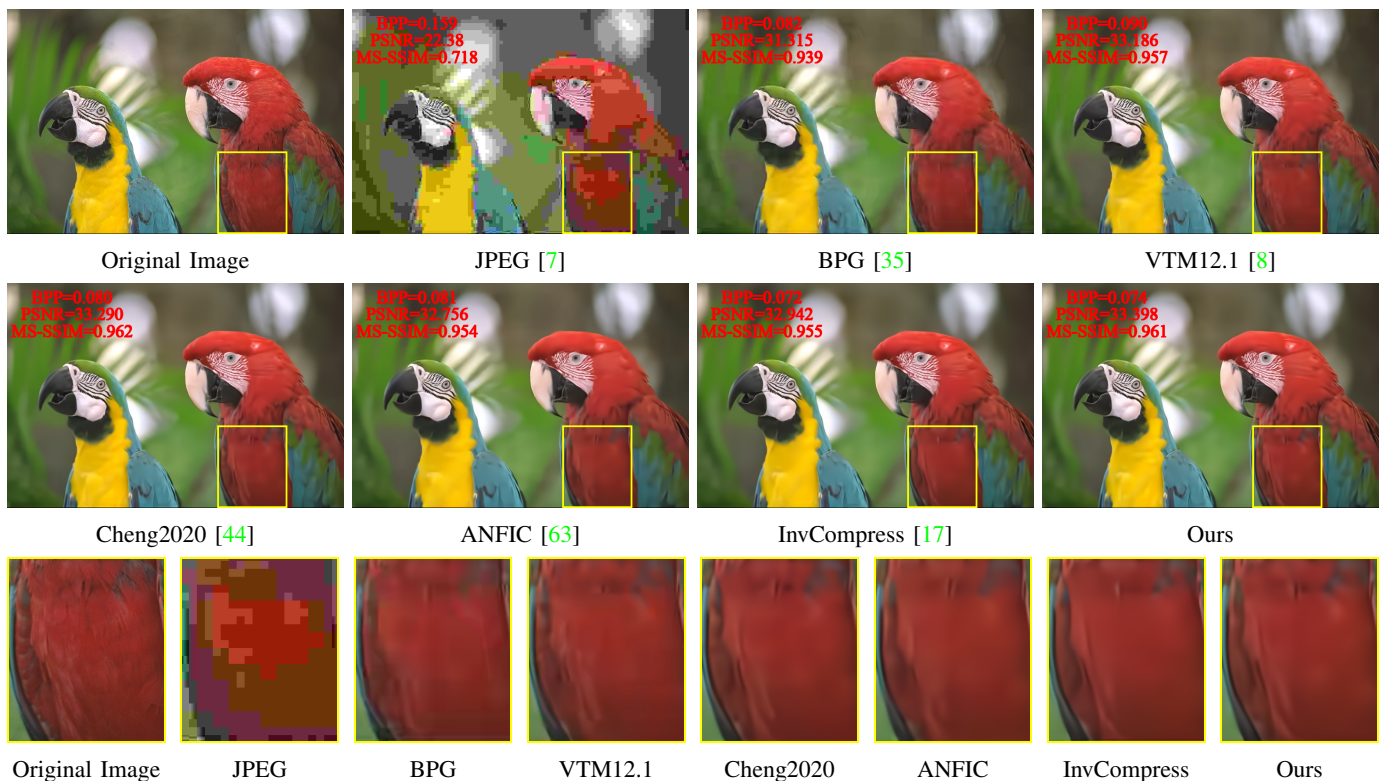 BPP=0.159
PSNR=22.38
MS-SSIM=0.718
BPP=0.082
PSNR=31.315
MS-SSIM=0.939
BPP=0.090
PSNR=33.186
MS-SSIM=0.957
Original Image
JPEG [7]
BPG [35]
VTM12.1 [8]
BPP=0.080
PSNR=33.290
MS-SSIM=0.962
BPP=0.081
PSNR=32.756
MS-SSIM=0.954
BPP=0.072
PSNR=32.942
MS-SSIM=0.955
BPP=0.074
PSNR=33.398
MS-SSIM=0.961
Cheng2020 [44]
ANFIC [63]
InvCompress [17]
Ours
Original Image
JPEG
BPG
VTM12.1
Cheng2020
ANFIC
InvCompress
Ours